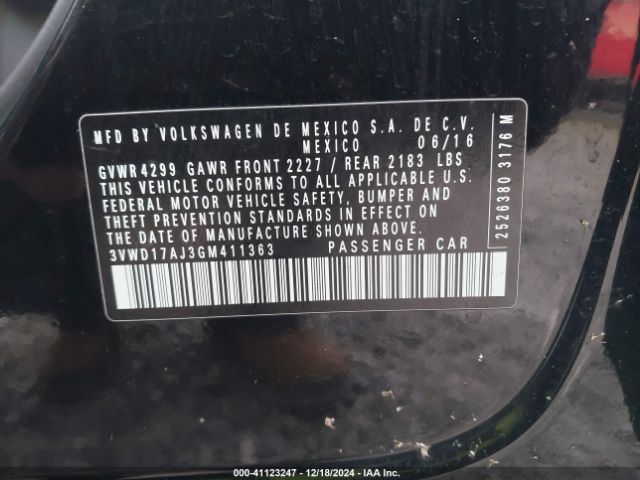 MFD BY VOLKSWAGEN DE MEXICO S.A. DE C.V.
MEXICO 06/16
GVWR 4299 GAWR FRONT 2227 / REAR 2183 LBS
THIS VEHICLE CONFORMS TO ALL APPLICABLE U.S.
FEDERAL MOTOR VEHICLE SAFETY, BUMPER AND
THEFT PREVENTION STANDARDS IN EFFECT ON
THE DATE OF MANUFACTURE SHOWN ABOVE.
3VWD17AJ3GM411363 PASSENGER CAR
2526380 3176 M
000-41123247 - 12/18/2024 - IAA Inc.